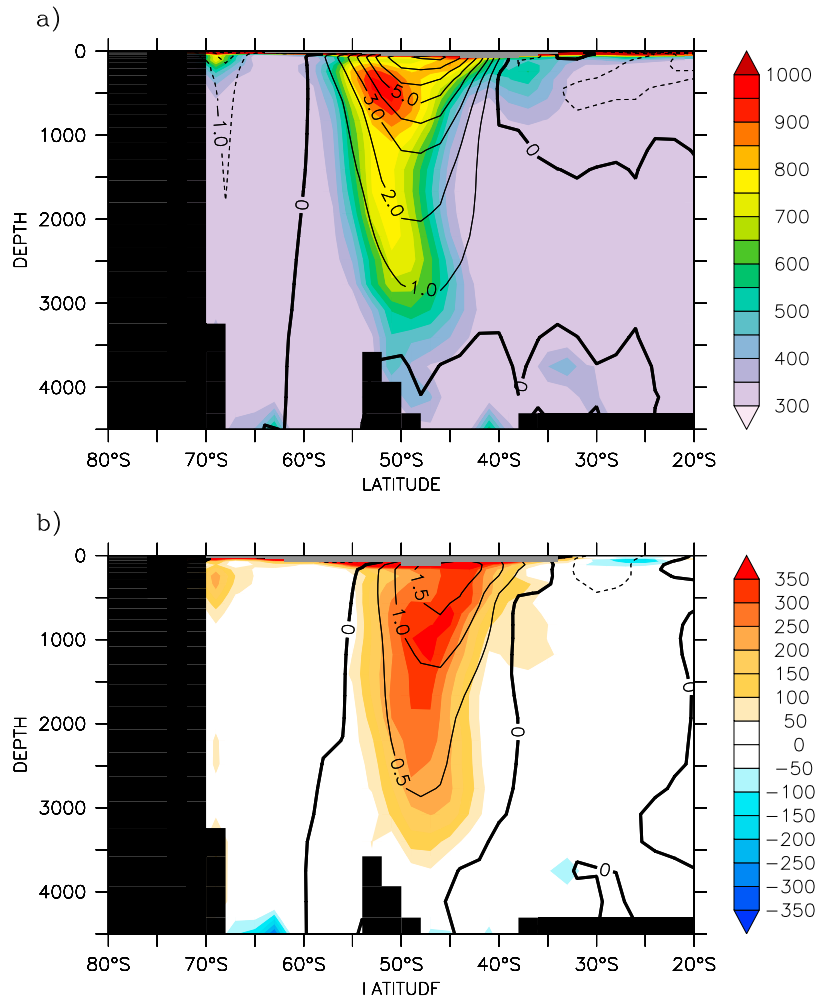 a)
0
1000
2000
3000
4000
DEPTH
1.0
0
3.0
5.0
2.0
1.0
0
0
80°S
70°S
60°S
50°S
40°S
30°S
20°S
LATITUDE
1000
900
800
700
600
500
400
300
b)
0
1000
2000
3000
4000
DEPTH
0
1.5
1.0
0.5
0
0
0
80°S
70°S
60°S
50°S
40°S
30°S
20°S
LATITUDE
350
300
250
200
150
100
50
0
−50
−100
−150
−200
−250
−300
−350